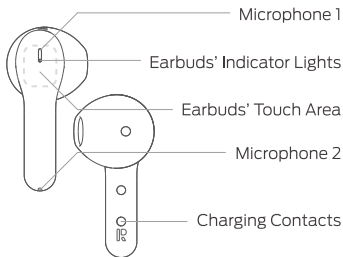 Microphone 1
Earbuds' Indicator Lights
Earbuds' Touch Area
Microphone 2
Charging Contacts
R